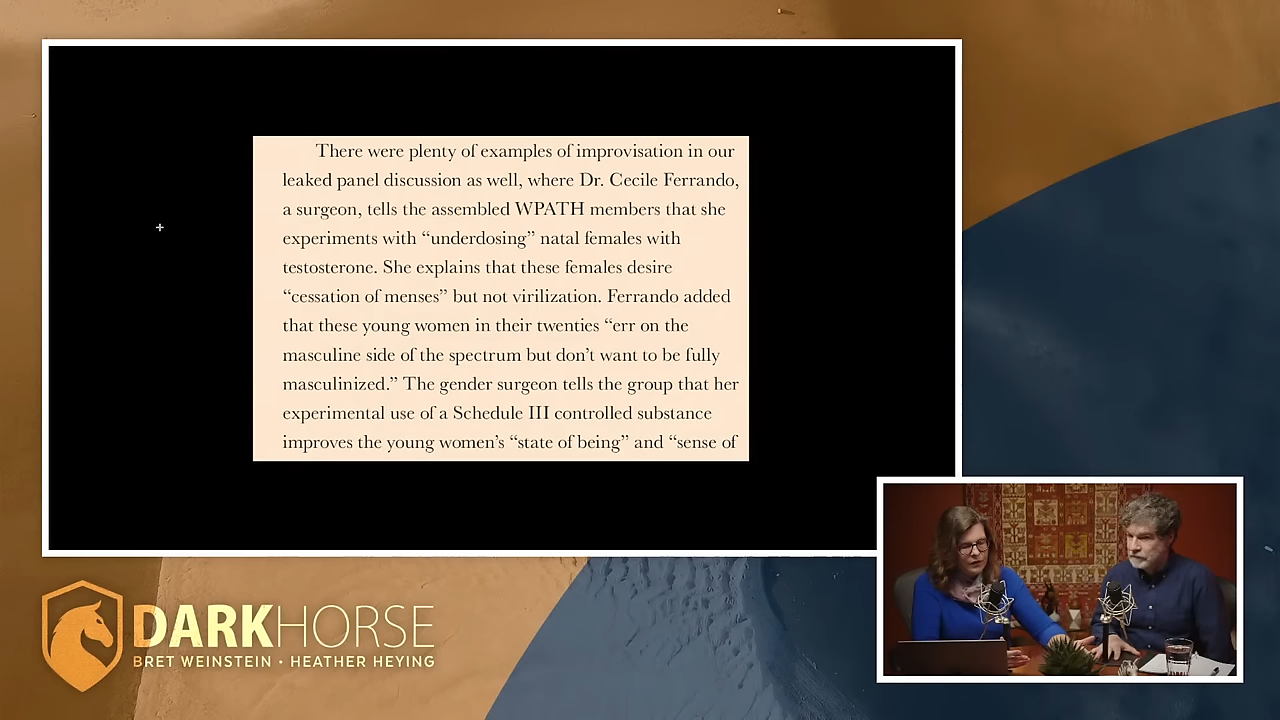 There were plenty of examples of improvisation in our
leaked panel discussion as well, where Dr. Cecile Ferrando,
a surgeon, tells the assembled WPATH members that she
experiments with “underdosing” natal females with
testosterone. She explains that these females desire
“cessation of menses” but not virilization. Ferrando added
that these young women in their twenties “err on the
masculine side of the spectrum but don’t want to be fully
masculinized.” The gender surgeon tells the group that her
experimental use of a Schedule III controlled substance
improves the young women’s “state of being” and “sense of
DARKHORSE
BRET WEINSTEIN • HEATHER HEYING